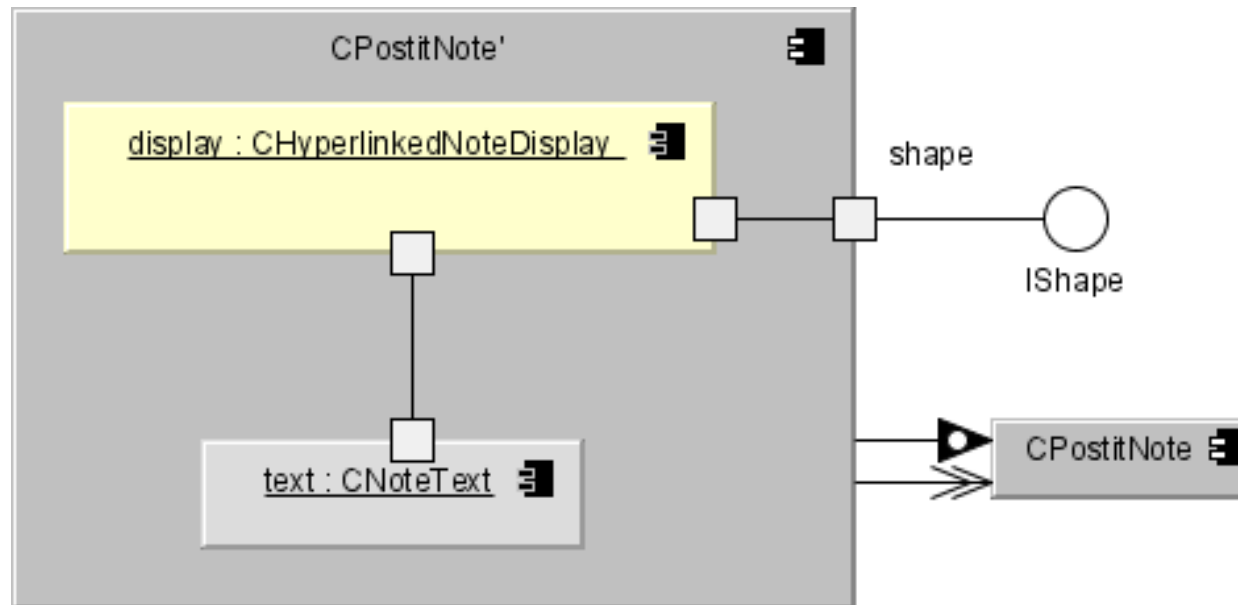 CPostitNote'
display : CHyperlinkedNoteDisplay
shape
IShape
CPostitNote
text : CNoteText